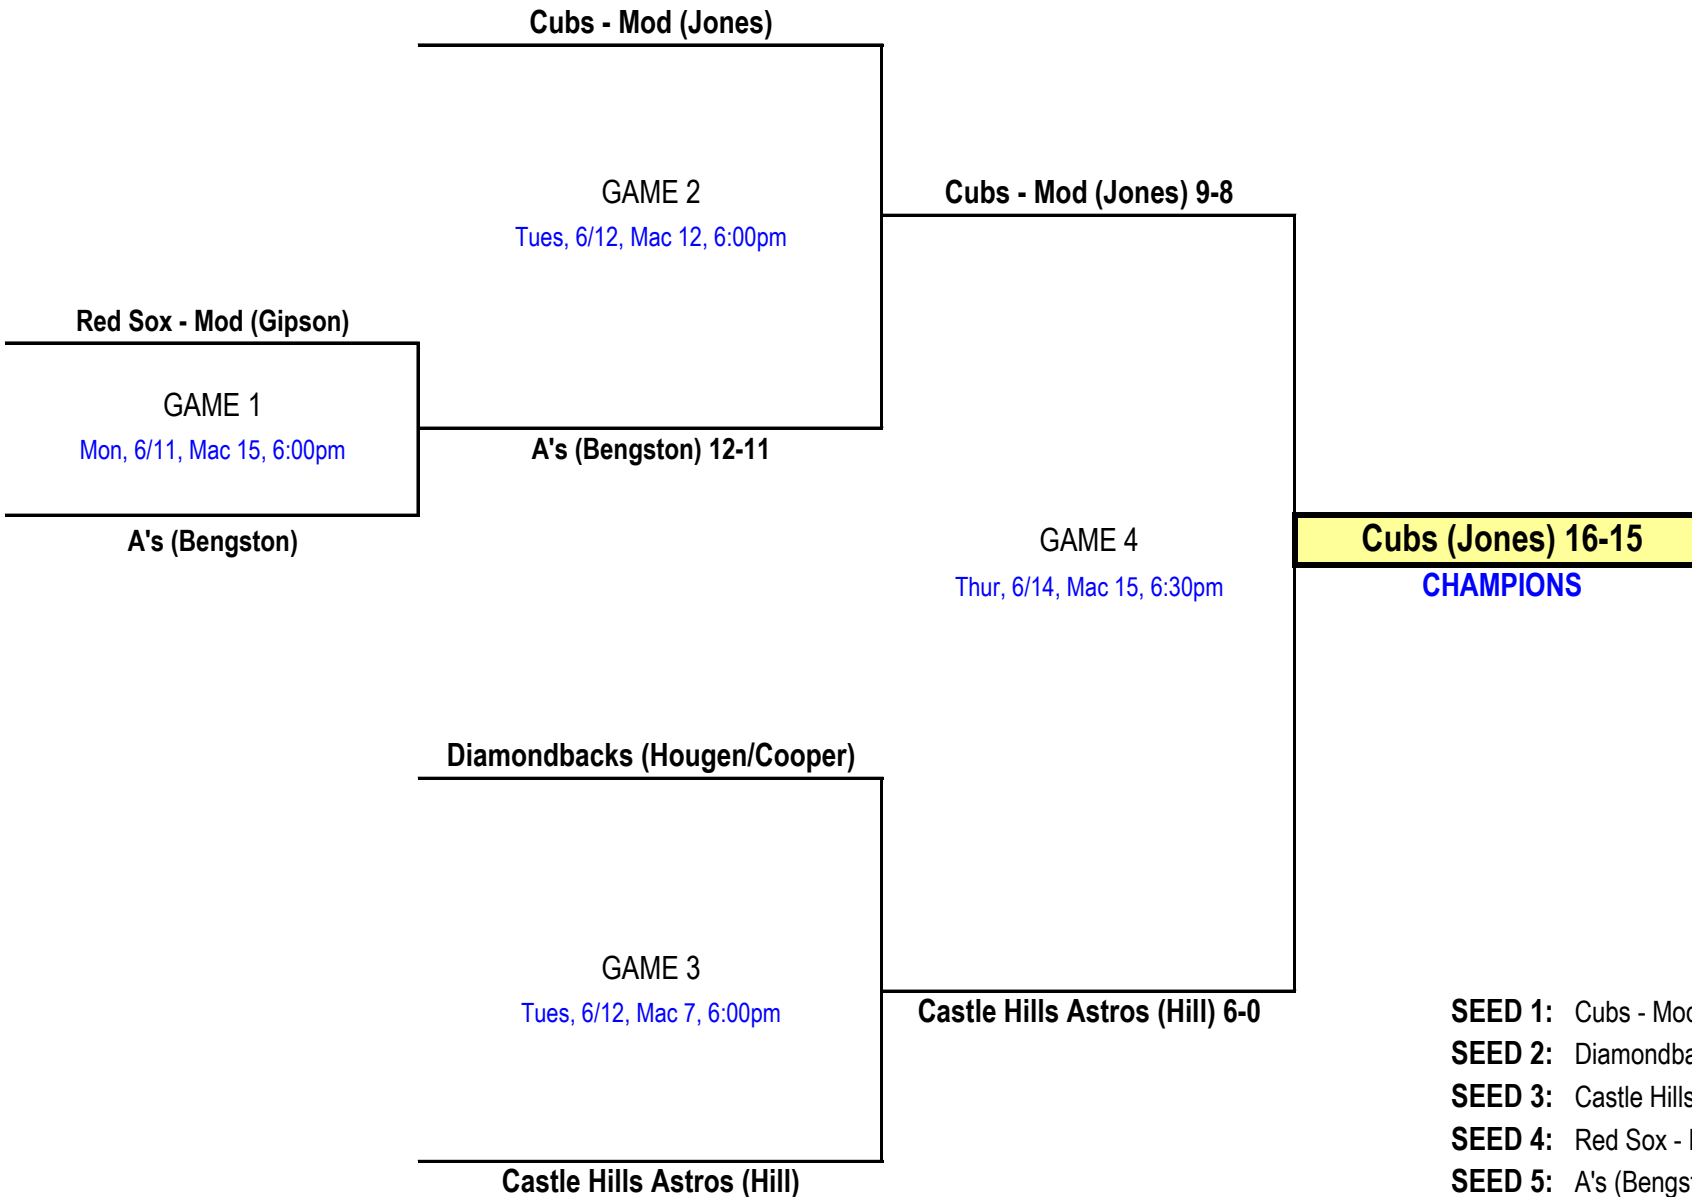 Cubs - Mod (Jones)
GAME 2
Tues, 6/12, Mac 12, 6:00pm
Cubs - Mod (Jones) 9-8
Red Sox - Mod (Gipson)
GAME 1
Mon, 6/11, Mac 15, 6:00pm
A's (Bengston) 12-11
A's (Bengston)
GAME 4
Thur, 6/14, Mac 15, 6:30pm
Cubs (Jones) 16-15
CHAMPIONS
Diamondbacks (Hougen/Cooper)
GAME 3
Tues, 6/12, Mac 7, 6:00pm
Castle Hills Astros (Hill) 6-0
Castle Hills Astros (Hill)
SEED 1: Cubs -
SEED 2:
SEED 3: Castle Hills
SEED 4: Red Sox -
SEED 5: A's